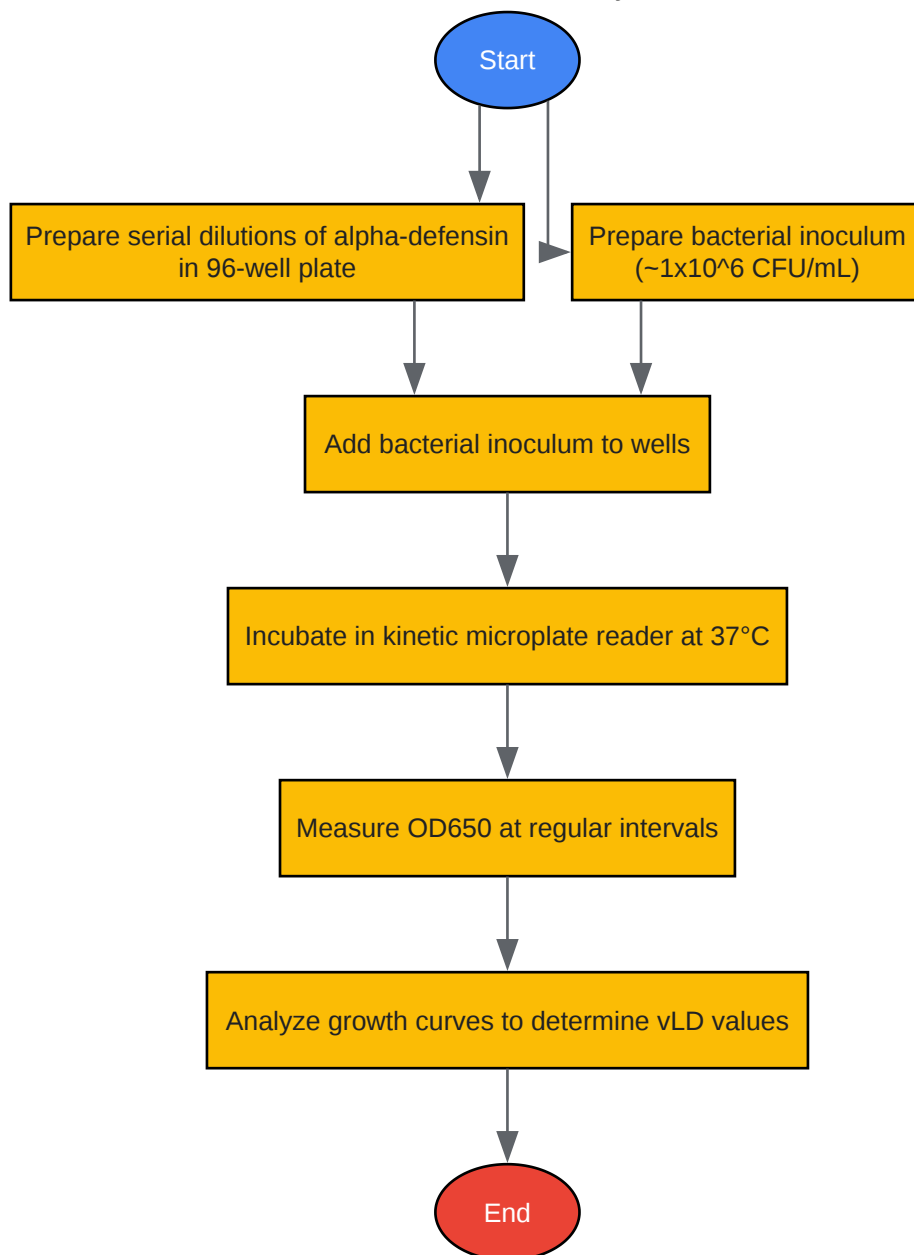 Start
Prepare serial dilutions of alpha-defensin
in 96-well plate
Prepare bacterial inoculum
(~1x10^6 CFU/mL)
Add bacterial inoculum to wells
Incubate in kinetic microplate reader at 37°C
Measure OD650 at regular intervals
Analyze growth curves to determine vLD values
End